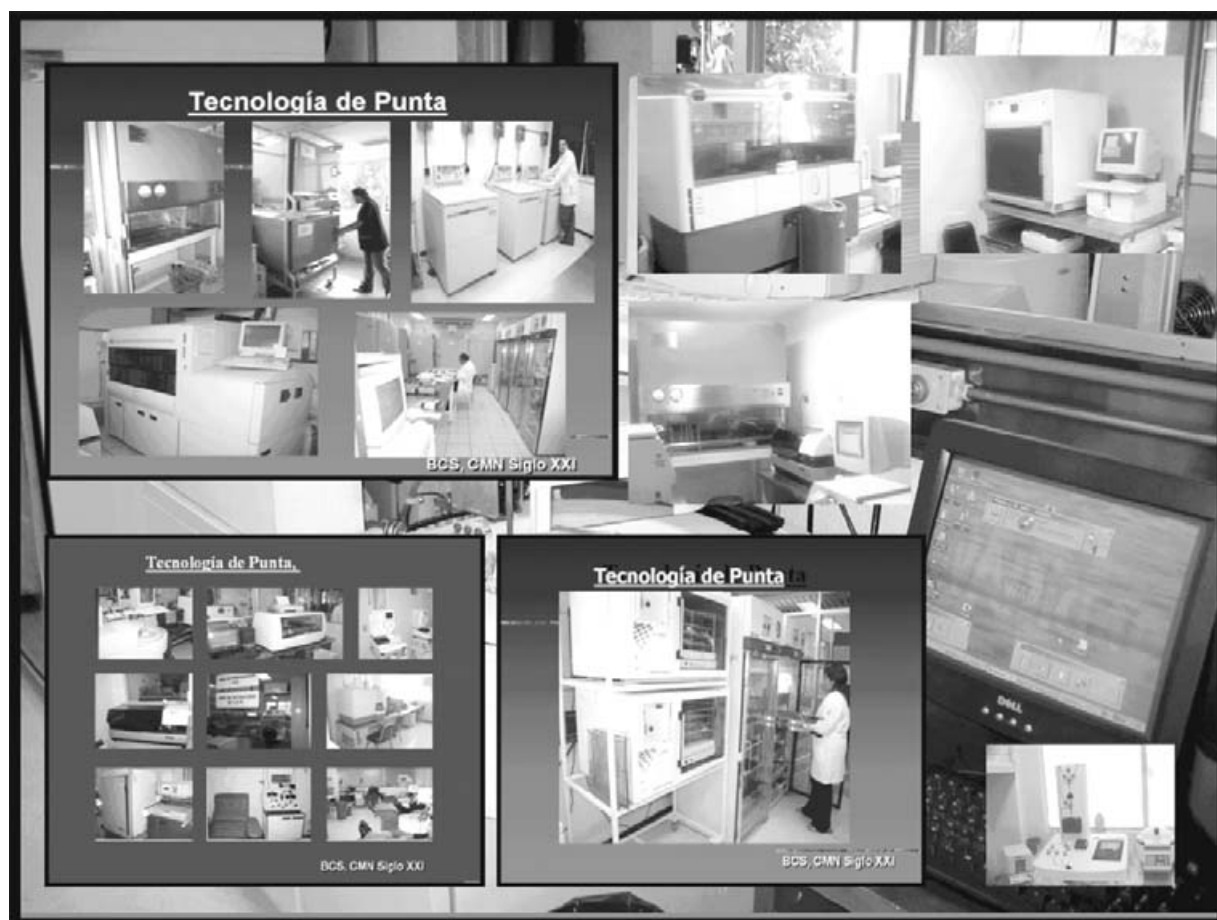 Tecnología de Punta
BCS, CMN Siglo XXI
Tecnología de Punta,
BCS, CMN Siglo XXI
Tecnología de Punta
BCS, CMN Siglo XXI
DELL